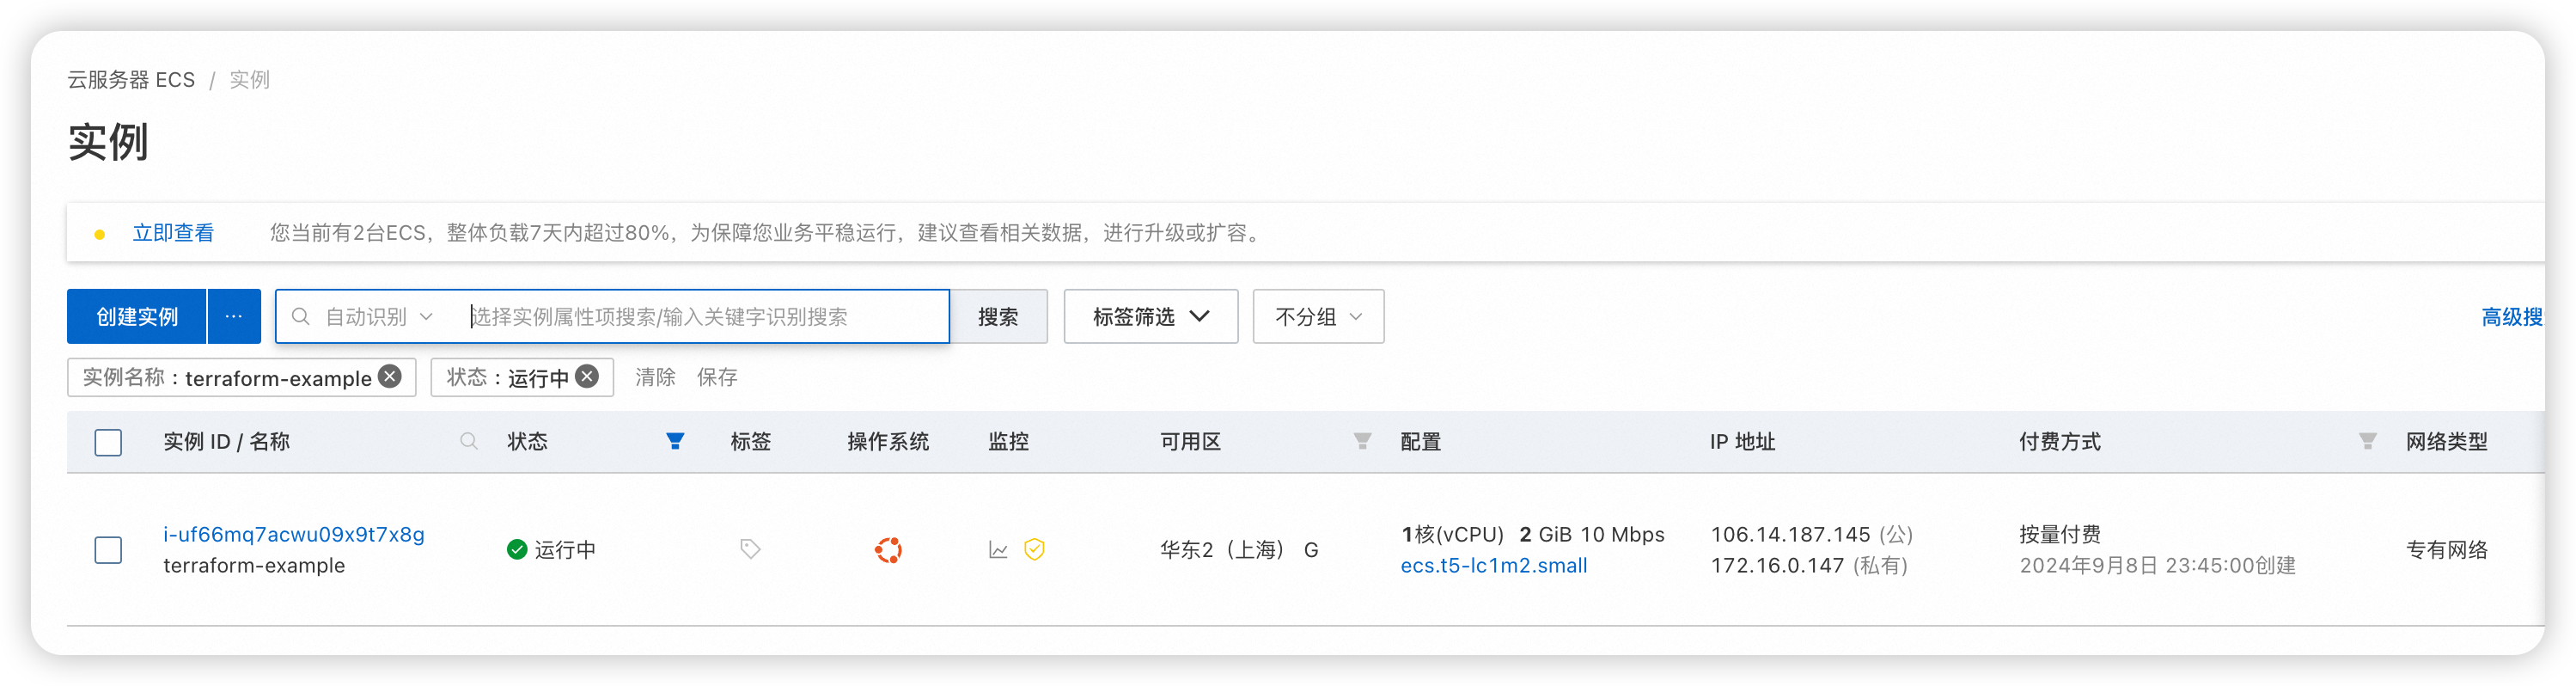 云服务器 ECS / 实例
实例
立即查看 您当前有2台ECS，整体负载7天内超过80%，为保障您业务平稳运行，建议查看相关数据，进行升级或扩容。
创建实例 ... 自动识别 选择实例属性项搜索/输入关键字识别搜索 搜索 标签筛选 不分组 高级搜
实例名称：terraform-example 状态：运行中 清除 保存
实例 ID / 名称 状态 标签 操作系统 监控 可用区 配置 IP 地址 付费方式 网络类型
i-uf66mq7acwu09x9t7x8g 1核(vCPU) 2 GiB 10 Mbps 106.14.187.145 (公) 按量付费
运行中 华东2（上海） G 专有网络
terraform-example ecs.t5-lc1m2.small 172.16.0.147 (私有) 2024年9月8日 23:45:00创建